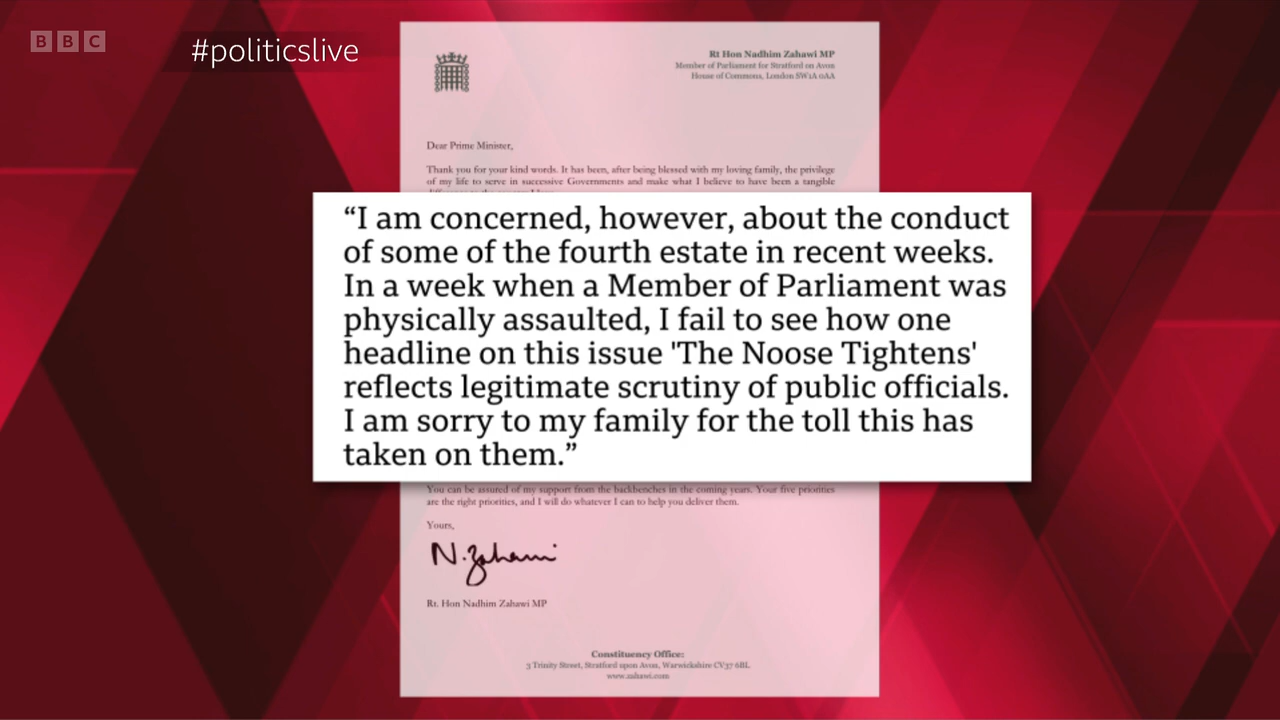 BBC
#politicslive
Rt Hon Nadhim Zahawi MP
Member of Parliament for Stratford on Avon
House of Commons, London SW1A 0AA
Dear Prime Minister,
Thank you for your kind words. It has been, after being blessed with my loving family, the privilege
of my life to serve in successive Governments and make what I believe to have been a tangible
“I am concerned, however, about the conduct
of some of the fourth estate in recent weeks.
In a week when a Member of Parliament was
physically assaulted, I fail to see how one
headline on this issue 'The Noose Tightens'
reflects legitimate scrutiny of public officials.
I am sorry to my family for the toll this has
taken on them.”
You can be assured of my support from the backbenches in the coming years. Your five priorities
are the right priorities, and I will do whatever I can to help you deliver them.
Yours,
N. Zahawi
Rt. Hon Nadhim Zahawi MP
Constituency Office:
3 Trinity Street, Stratford upon Avon, Warwickshire CV37 6BL
www.zahawi.com